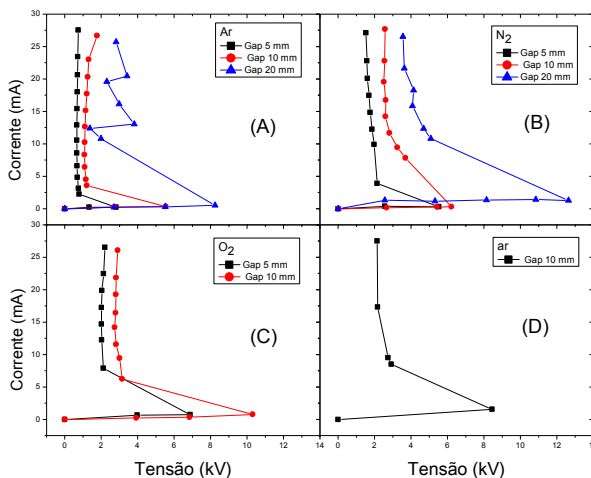 Ar
Gap 5 mm
Gap 10 mm
Gap 20 mm
(A)
N2
Gap 5 mm
Gap 10 mm
Gap 20 mm
(B)
Corrente (mA)
30
25
20
15
10
5
0
O2
Gap 5 mm
Gap 10 mm
(C)
ar
Gap 10 mm
(D)
Corrente (mA)
25
20
15
10
5
0
0 2 4 6 8 10 12 14
0 2 4 6 8 10 12 14
Tensão (kV)
Tensão (kV)